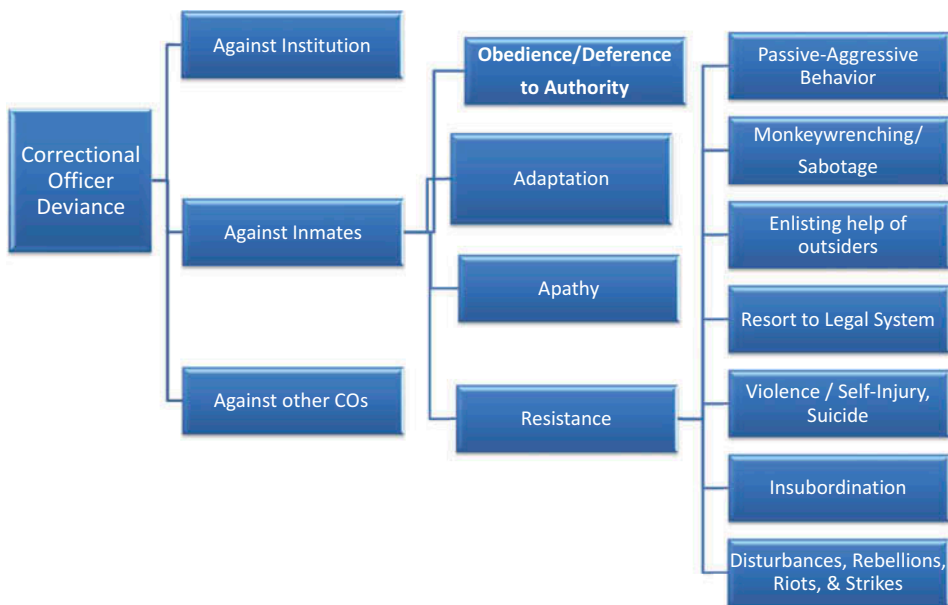 Correctional
Officer
Deviance
Against Institution
Against Inmates
Against other COs
Obedience/Deference
to Authority
Adaptation
Apathy
Resistance
Passive-Aggressive
Behavior
Monkeywrenching/
Sabotage
Enlisting help of
outsiders
Resort to Legal System
Violence / Self-Injury,
Suicide
Insubordination
Disturbances, Rebellions,
Riots, & Strikes